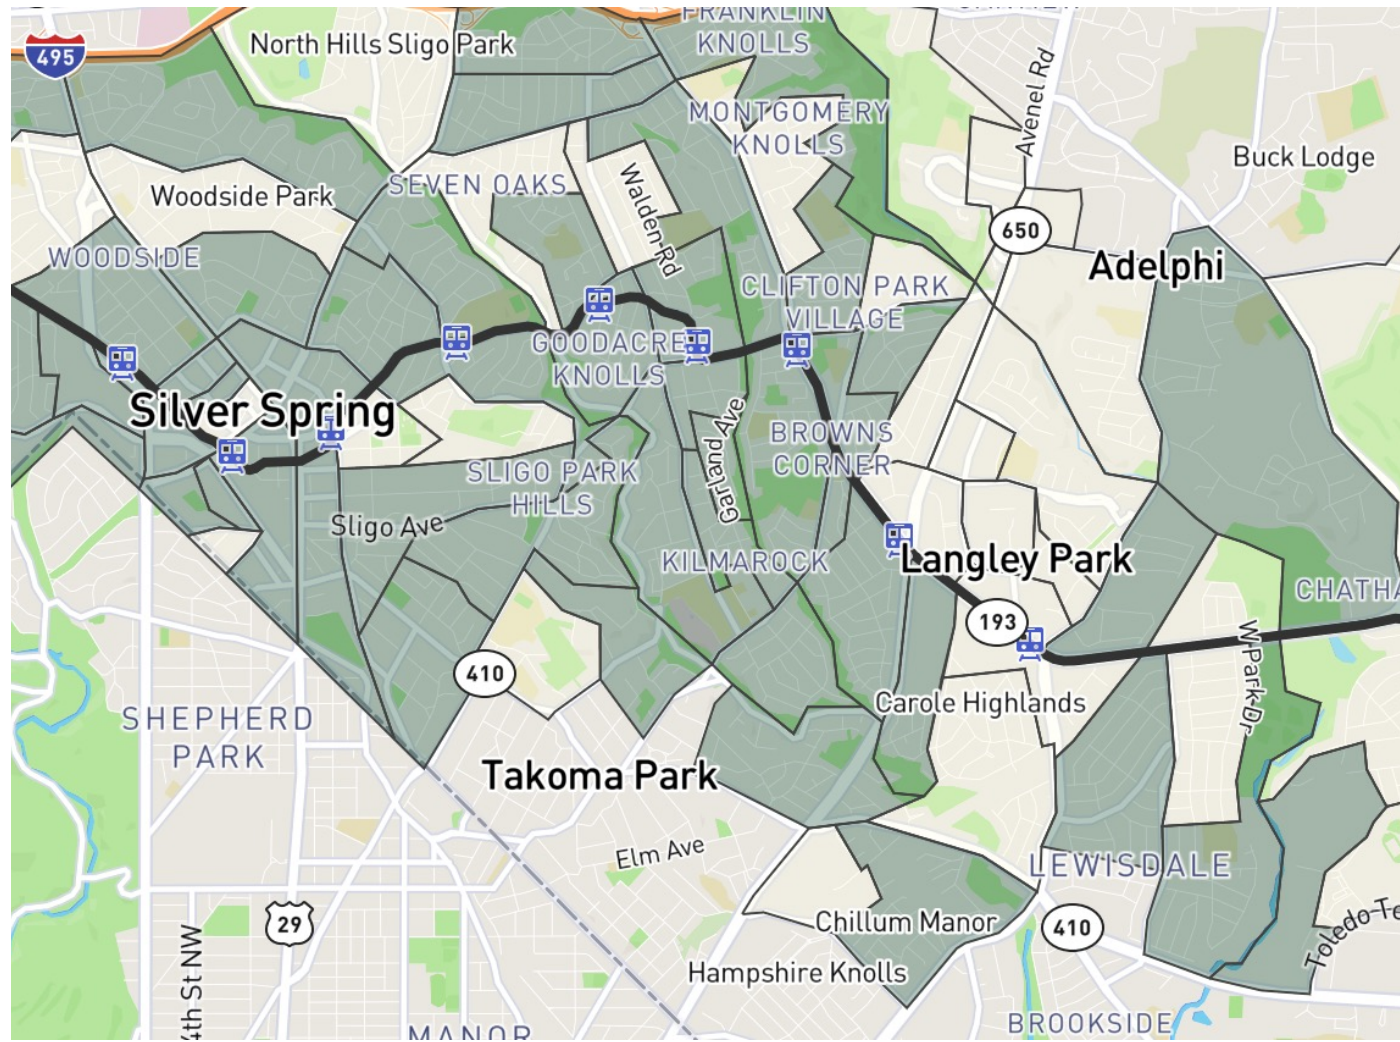 FRANKLIN
KNOLLS
North Hills Sligo Park
495
Avenel Rd
MONTGOMERY
KNOLLS
Buck Lodge
SEVEN OAKS
Woodside Park
Walden Rd
650
WOODSIDE
Adelphi
CLIFTON PARK
VILLAGE
GOODACRE
KNOLLS
Silver Spring
Garland Ave
BROWNS
CORNER
SLIGO PARK
HILLS
Sligo Ave
KILMAROCK
Langley Park
CHATHA
193
W Park Dr
410
Carole Highlands
SHEPHERD
PARK
Takoma Park
Elm Ave
LEWISDALE
29
Chillum Manor
410
Toledo Te
4th St NW
Hampshire Knolls
MANOR
BROOKSIDE